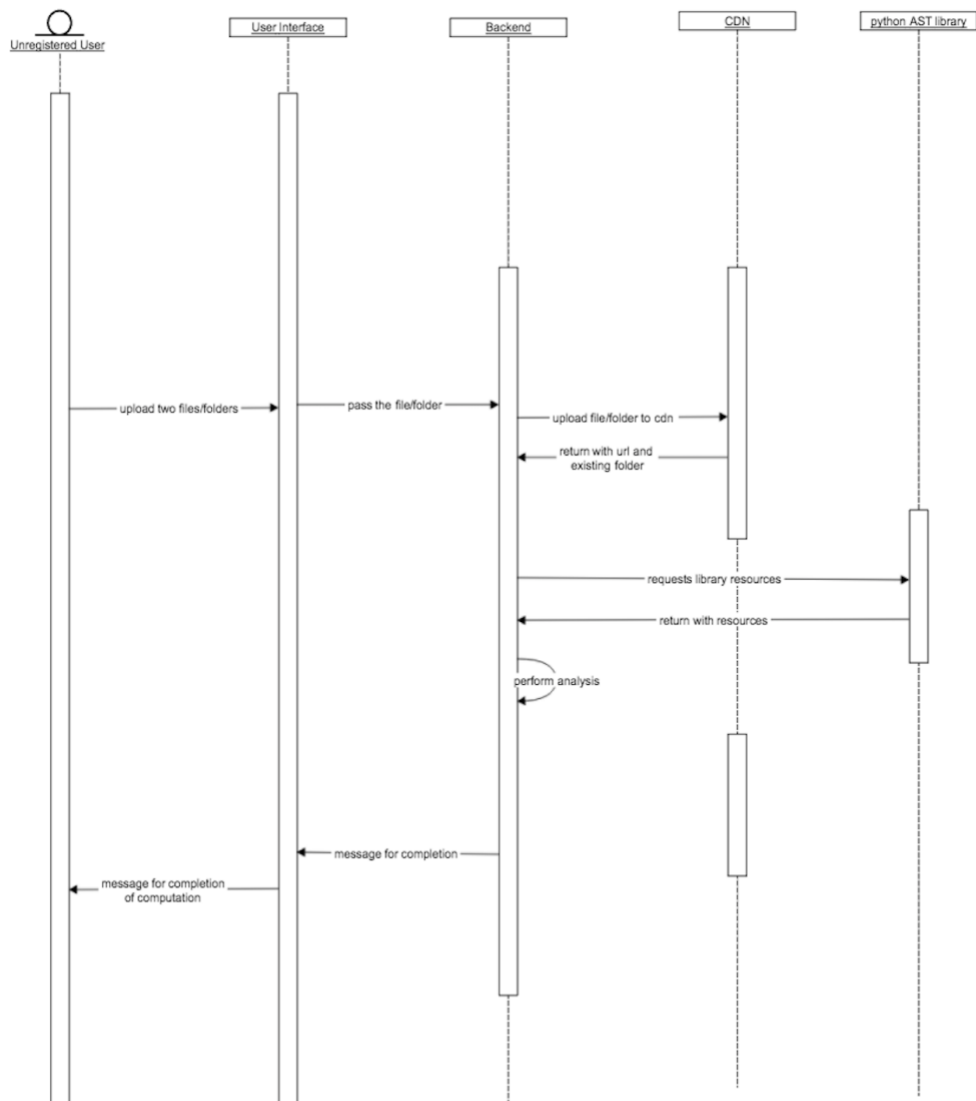 Unregistered User
User Interface
Backend
CDN
python AST library
upload two files/folders
pass the file/folder
upload file/folder to cdn
return with url and
existing folder
requests library resources
return with resources
perform analysis
message for completion
message for completion
of computation